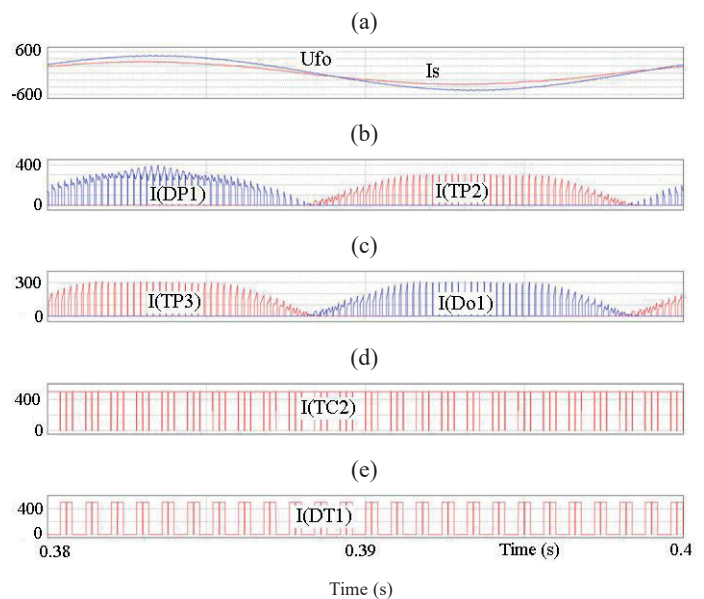 (a)
600
Ufo
Is
-600
(b)
400
I(DP1)
I(TP2)
0
(c)
300
I(TP3)
I(Do1)
0
(d)
400
I(TC2)
0
(e)
400
I(DT1)
0
0.38
0.39
Time (s)
0.4
Time (s)